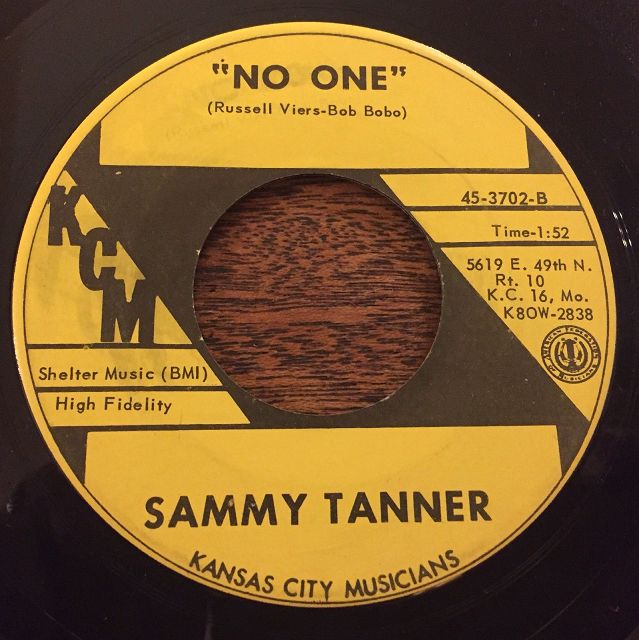 "NO ONE"
(Russell Viers-Bob Bobo)
KCM
45-3702-B
Time-1:52
5619 E. 49th N.
Rt. 10
K.C. 16, Mo.
K8OW-2838
Shelter Music (BMI)
High Fidelity
SAMMY TANNER
KANSAS CITY MUSICIANS